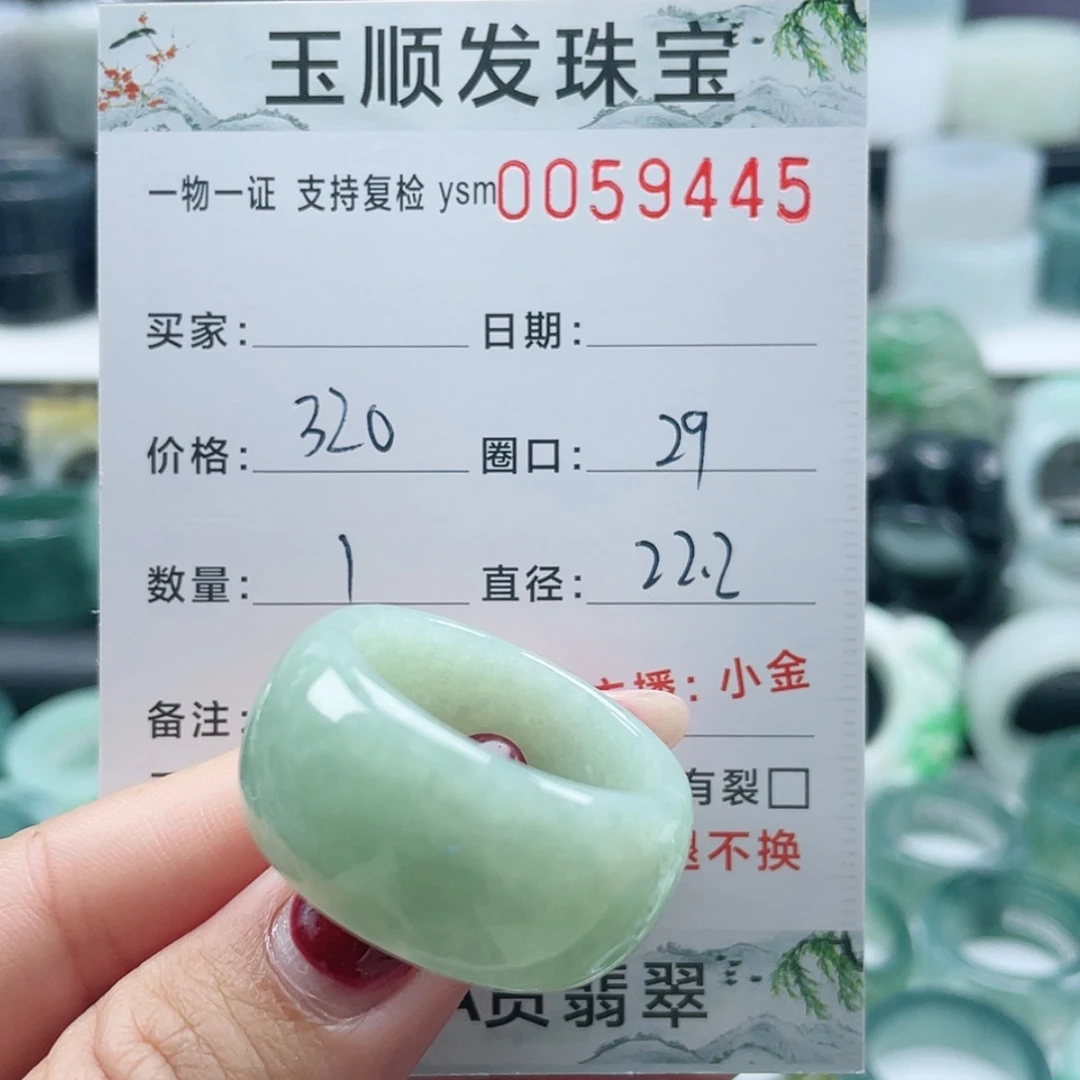 玉顺发珠宝
一物一证 支持复检 ysm0059445
买家: 日期:
价格: 320 圈口: 29
数量: 1 直径: 22.2
备注: 播: 小金
有裂□
不换
货翡翠